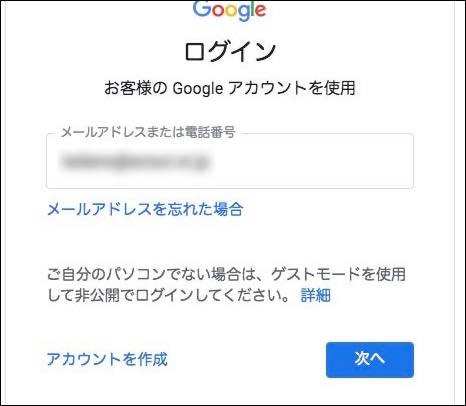 Google
ログイン
お客様の Google アカウントを使用
メールアドレスまたは電話番号
メールアドレスを忘れた場合
ご自分のパソコンでない場合は、ゲストモードを使用
して非公開でログインしてください。 詳細
アカウントを作成
次へ